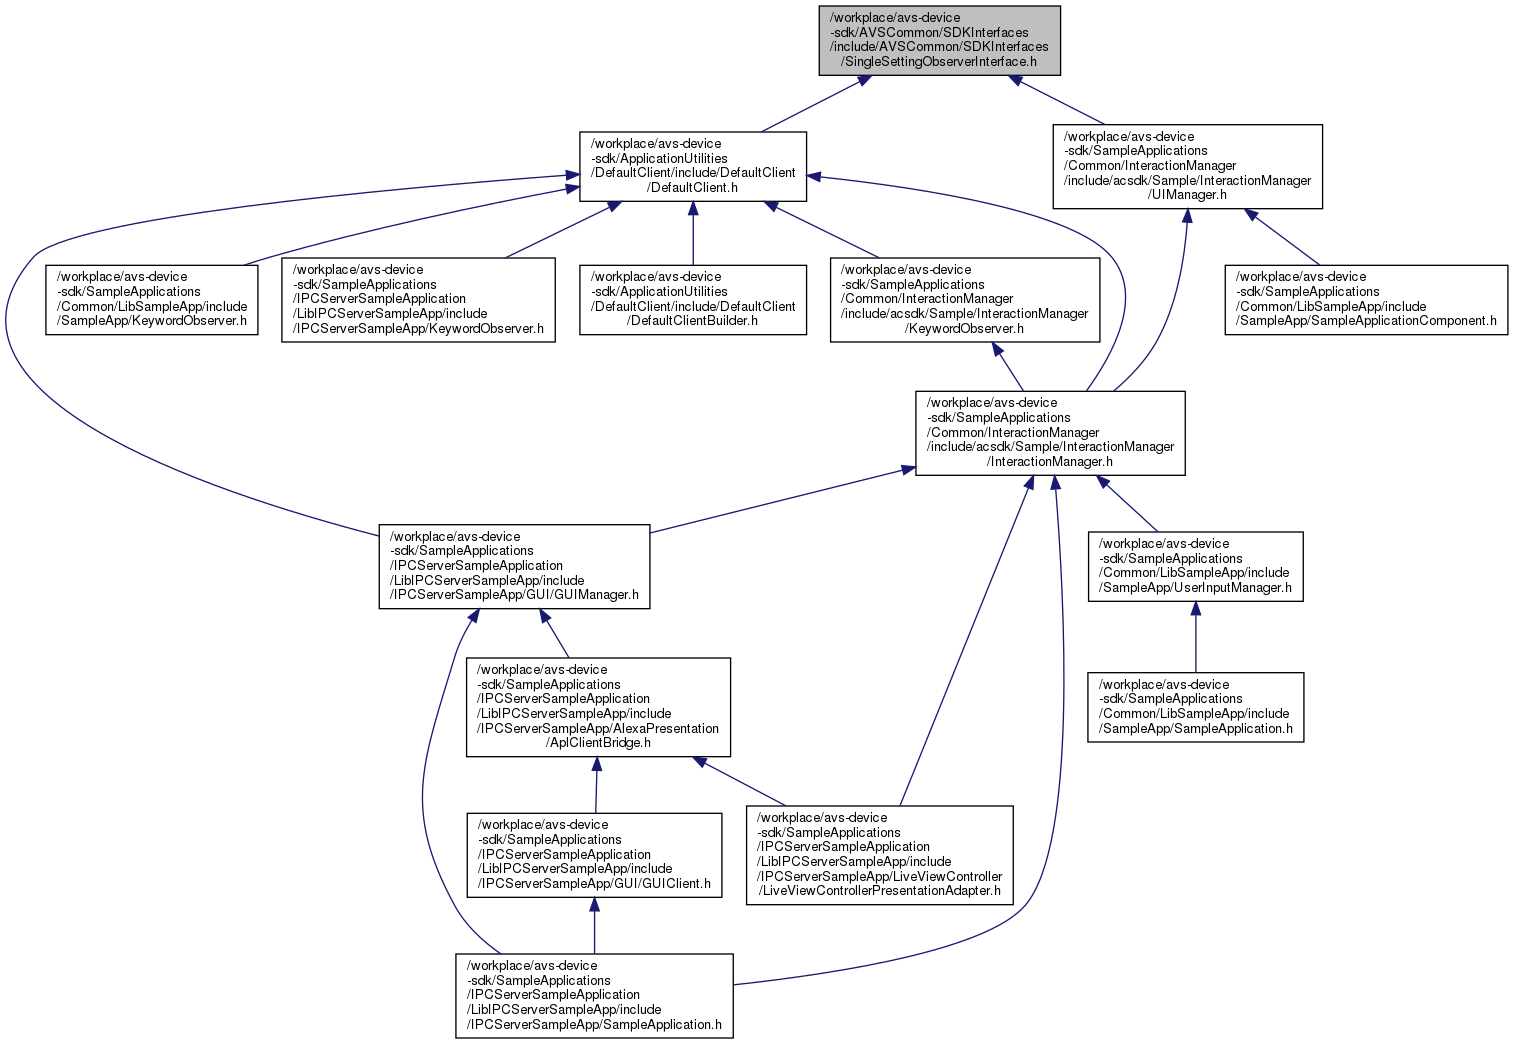 /workplace/avs-device
-sdk/AVSCommon/SDKInterfaces
/include/AVSCommon/SDKInterfaces
/SingleSettingObserverInterface.h
/workplace/avs-device
-sdk/ApplicationUtilities
/DefaultClient/include/DefaultClient
/DefaultClient.h
/workplace/avs-device
-sdk/SampleApplications
/Common/InteractionManager
/include/acsdk/Sample/InteractionManager
/UIManager.h
/workplace/avs-device
-sdk/SampleApplications
/Common/LibSampleApp/include
/SampleApp/KeywordObserver.h
/workplace/avs-device
-sdk/SampleApplications
/IPCServerSampleApplication
/LibIPCServerSampleApp/include
/IPCServerSampleApp/KeywordObserver.h
/workplace/avs-device
-sdk/ApplicationUtilities
/DefaultClient/include/DefaultClient
/DefaultClientBuilder.h
/workplace/avs-device
-sdk/SampleApplications
/Common/InteractionManager
/include/acsdk/Sample/InteractionManager
/KeywordObserver.h
/workplace/avs-device
-sdk/SampleApplications
/Common/LibSampleApp/include
/SampleApp/SampleApplicationComponent.h
/workplace/avs-device
-sdk/SampleApplications
/Common/InteractionManager
/include/acsdk/Sample/InteractionManager
/InteractionManager.h
/workplace/avs-device
-sdk/SampleApplications
/IPCServerSampleApplication
/LibIPCServerSampleApp/include
/IPCServerSampleApp/GUI/GUIManager.h
/workplace/avs-device
-sdk/SampleApplications
/Common/LibSampleApp/include
/SampleApp/UserInputManager.h
/workplace/avs-device
-sdk/SampleApplications
/IPCServerSampleApplication
/LibIPCServerSampleApp/include
/IPCServerSampleApp/AlexaPresentation
/AplClientBridge.h
/workplace/avs-device
-sdk/SampleApplications
/Common/LibSampleApp/include
/SampleApp/SampleApplication.h
/workplace/avs-device
-sdk/SampleApplications
/IPCServerSampleApplication
/LibIPCServerSampleApp/include
/IPCServerSampleApp/GUI/GUIClient.h
/workplace/avs-device
-sdk/SampleApplications
/IPCServerSampleApplication
/LibIPCServerSampleApp/include
/IPCServerSampleApp/LiveViewController
/LiveViewControllerPresentationAdapter.h
/workplace/avs-device
-sdk/SampleApplications
/IPCServerSampleApplication
/LibIPCServerSampleApp/include
/IPCServerSampleApp/SampleApplication.h